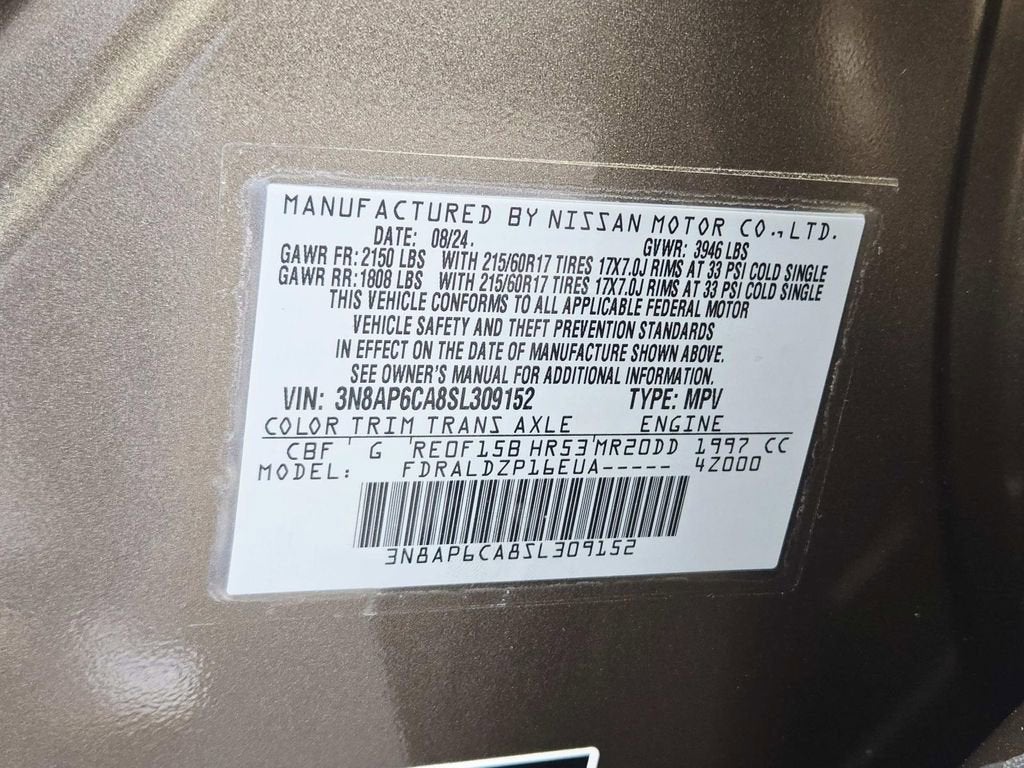 MANUFACTURED BY NISSAN MOTOR CO.,LTD.
DATE: 08/24. GVWR: 3946 LBS
GAWR FR: 2150 LBS WITH 215/60R17 TIRES 17X7.0J RIMS AT 33 PSI COLD SINGLE
GAWR RR: 1808 LBS WITH 215/60R17 TIRES 17X7.0J RIMS AT 33 PSI COLD SINGLE
THIS VEHICLE CONFORMS TO ALL APPLICABLE FEDERAL MOTOR
VEHICLE SAFETY AND THEFT PREVENTION STANDARDS
IN EFFECT ON THE DATE OF MANUFACTURE SHOWN ABOVE.
SEE OWNER'S MANUAL FOR ADDITIONAL INFORMATION.
VIN: 3N8AP6CA8SL309152 TYPE: MPV
COLOR TRIM TRANS AXLE ENGINE
CBF G RE0F15B HR53 MR20DD 1997 CC
MODEL: FDRALDZP16EUA----- 4Z000
3N8AP6CA8SL309152